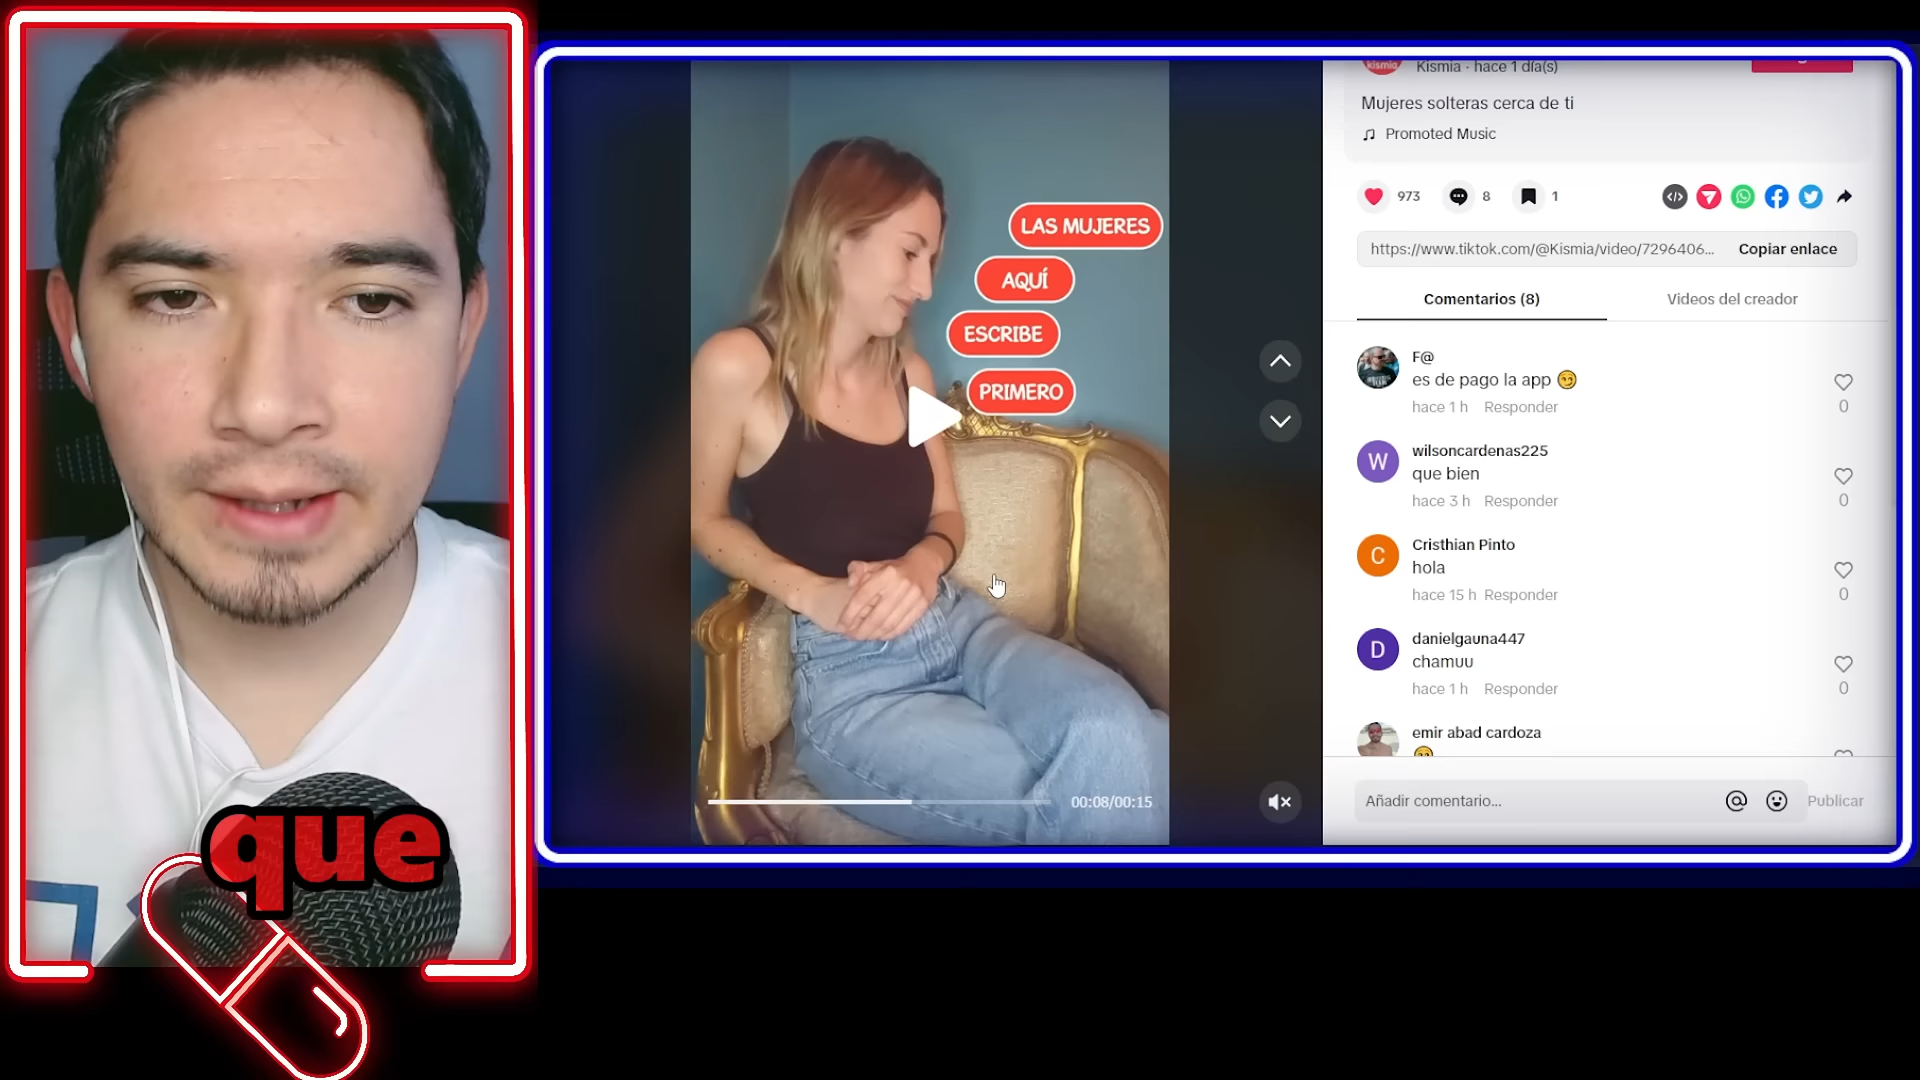 que
LAS MUJERES
AQUÍ
ESCRIBE
PRIMERO
00:08/00:15
kismia
Kismia · hace 1 día(s)
Mujeres solteras cerca de ti
Promoted Music
973
8
1
https://www.tiktok.com/@Kismia/video/7296406...
Copiar enlace
Comentarios (8)
Videos del creador
F@
es de pago la app 😏
hace 1 h Responder
0
W
wilsoncardenas225
que bien
hace 3 h Responder
0
C
Cristhian Pinto
hola
hace 15 h Responder
0
D
danielgauna447
chamuu
hace 1 h Responder
0
emir abad cardoza
Añadir comentario...
Publicar